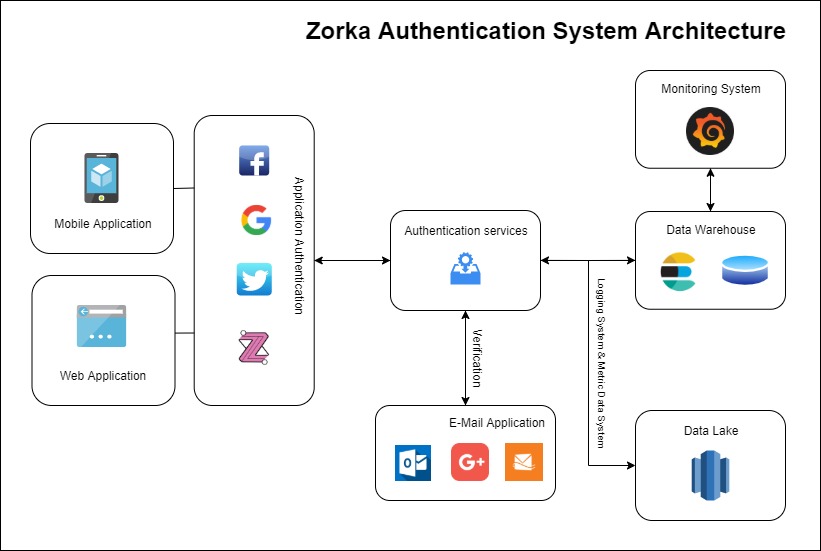 Zorka Authentication System Architecture
Monitoring System
Mobile Application
f
Application Authentication
G
Authentication services
Data Warehouse
Z
Web Application
Logging System & Metric Data System
Verification
E-Mail Application
O
G+
Data Lake